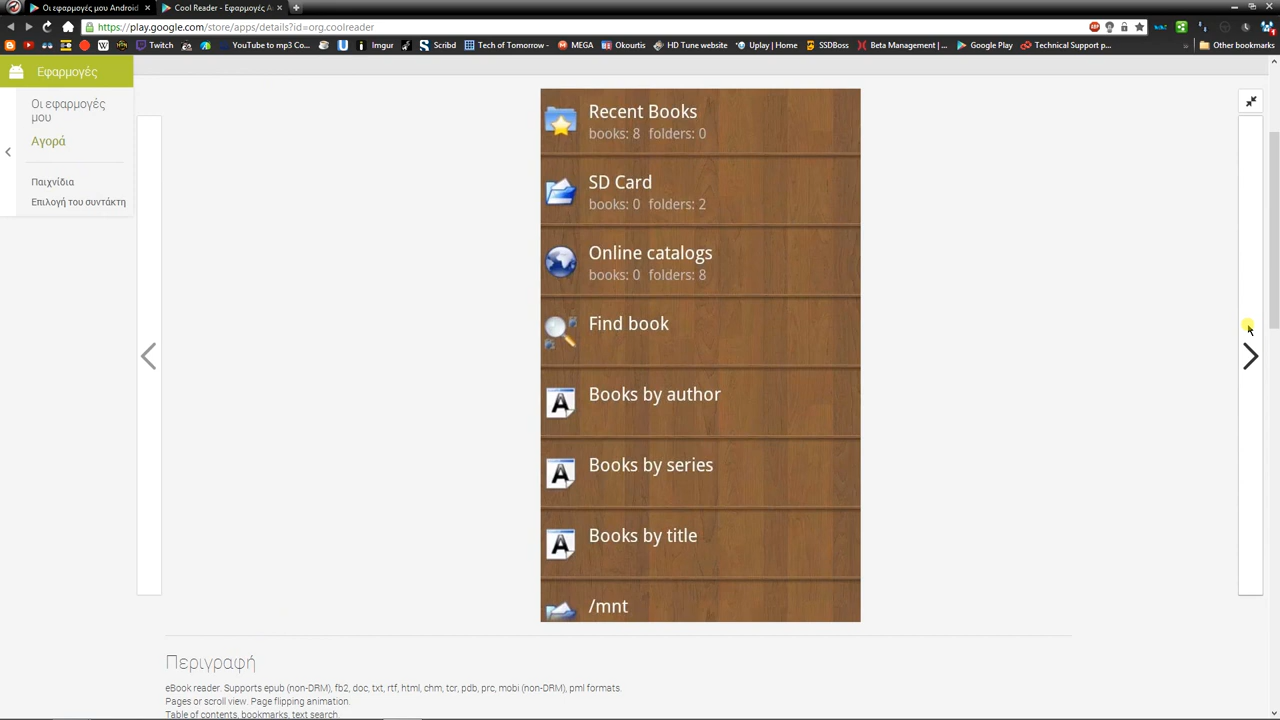 Οι εφαρμογές μου Android
Cool Reader - Εφαρμογές Α
https://play.google.com/store/apps/details?id=org.coolreader
Twitch
YouTube to mp3 Co...
Imgur
Scribd
Tech of Tomorrow -
MEGA
Okourtis
HD Tune website
Uplay | Home
SSDBoss
Beta Management |...
Google Play
Technical Support p...
Other bookmarks
Εφαρμογές
Οι εφαρμογές
μου
Αγορά
Παιχνίδια
Επιλογή του συντάκτη
Recent Books
books: 8 folders: 0
SD Card
books: 0 folders: 2
Online catalogs
books: 0 folders: 8
Find book
Books by author
Books by series
Books by title
/mnt
Περιγραφή
eBook reader. Supports epub (non-DRM), fb2, doc, txt, rtf, html, chm, tcr, pdb, prc, mobi (non-DRM), pml formats.
Pages or scroll view. Page flipping animation.
Table of contents, bookmarks, text search.